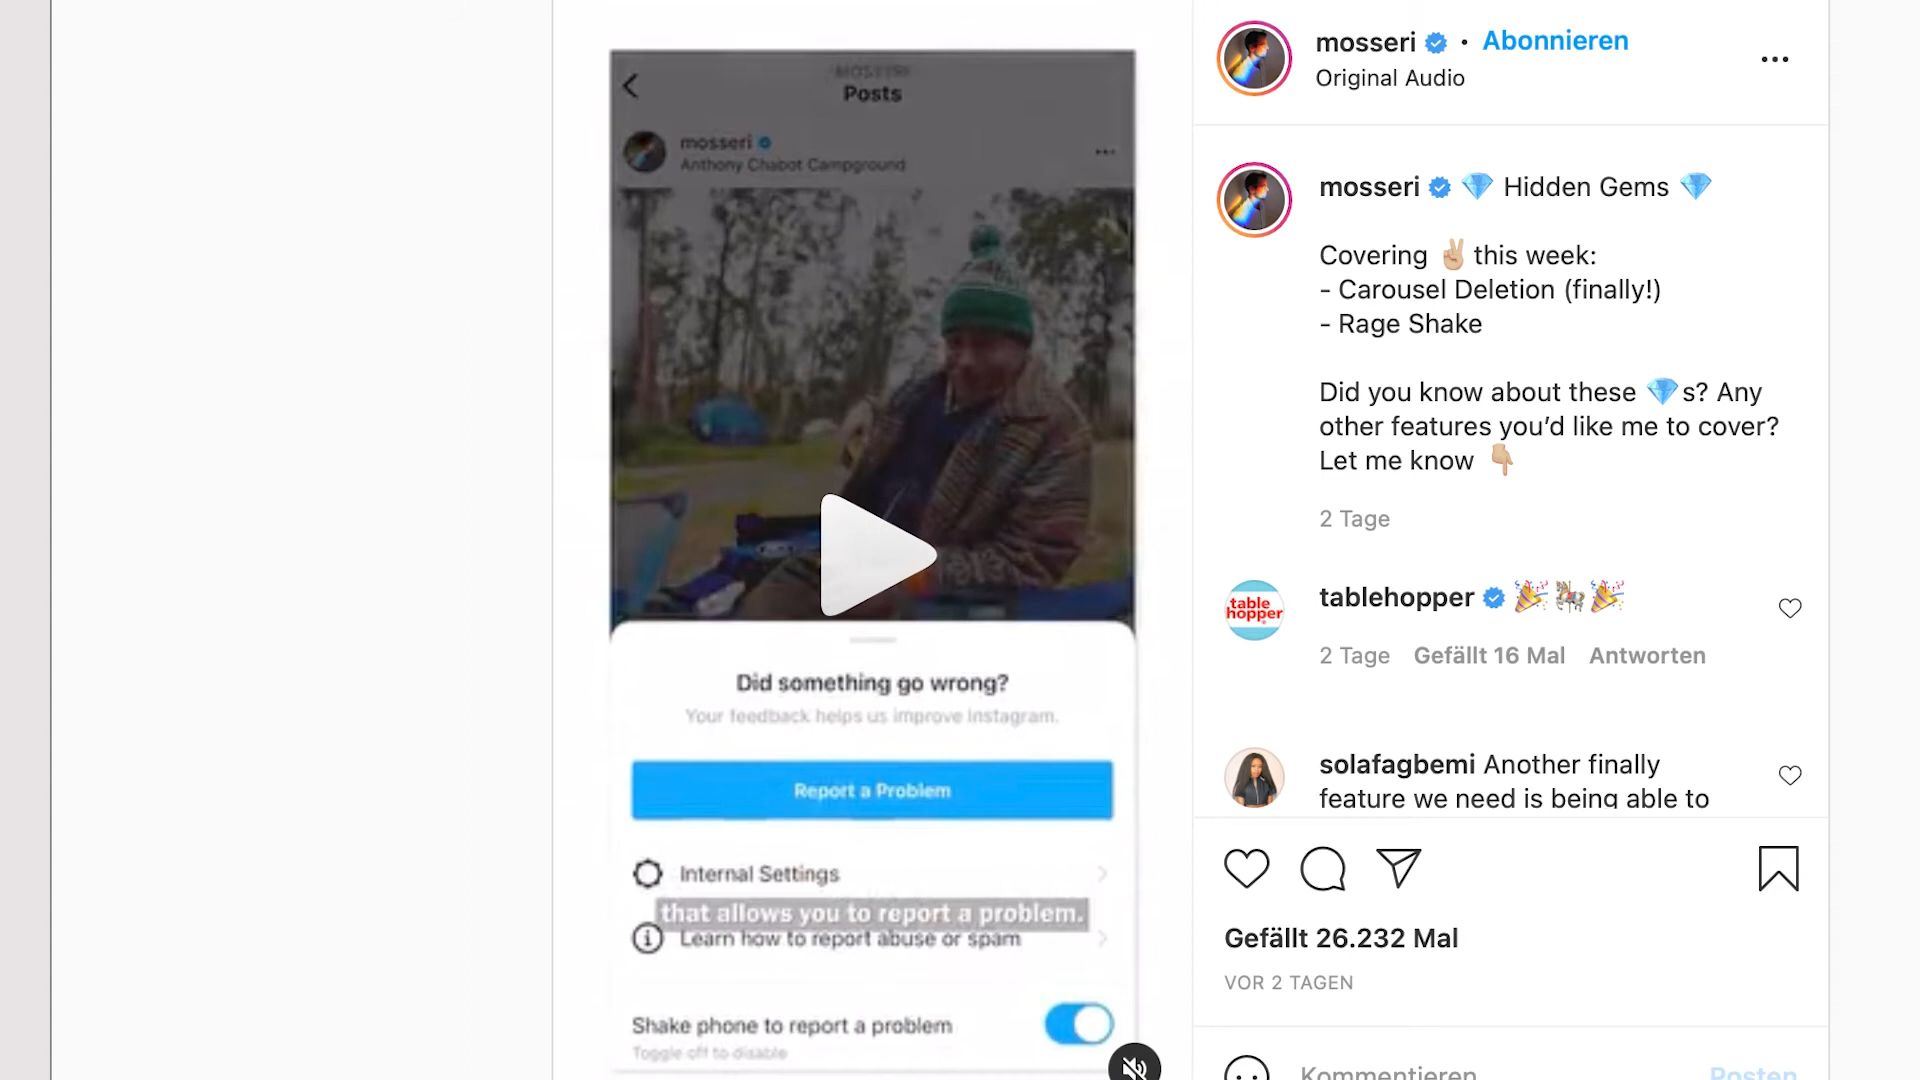 MOSSERI
Posts
mosseri
Anthony Chabot Campground
Did something go wrong?
Your feedback helps us improve Instagram.
Report a Problem
Internal Settings
that allows you to report a problem.
Learn how to report abuse or spam
Shake phone to report a problem
Toggle off to disable
mosseri • Abonnieren
Original Audio
mosseri 💎 Hidden Gems 💎
Covering ✌🏼 this week:
- Carousel Deletion (finally!)
- Rage Shake
Did you know about these 💎s? Any
other features you’d like me to cover?
Let me know 👇🏼
2 Tage
table
hopper
tablehopper 🎉🎠🎉
2 Tage Gefällt 16 Mal Antworten
solafagbemi Another finally
feature we need is being able to
Gefällt 26.232 Mal
VOR 2 TAGEN
Kommentieren
Posten